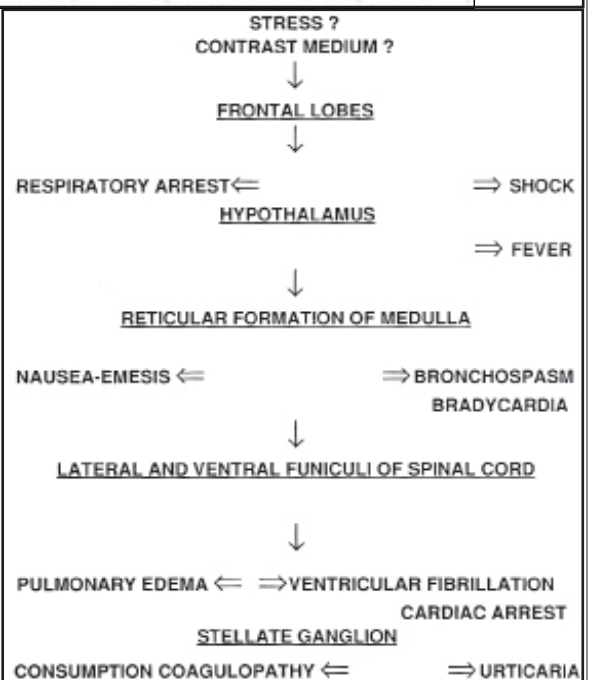 STRESS ?
CONTRAST MEDIUM ?
↓
FRONTAL LOBES
↓
RESPIRATORY ARREST⇐ ⇒ SHOCK
HYPOTHALAMUS
⇒ FEVER
↓
RETICULAR FORMATION OF MEDULLA
NAUSEA-EMESIS ⇐ ⇒ BRONCHOSPASM
BRADYCARDIA
↓
LATERAL AND VENTRAL FUNICULI OF SPINAL CORD
↓
PULMONARY EDEMA ⇐ ⇒VENTRICULAR FIBRILLATION
CARDIAC ARREST
STELLATE GANGLION
CONSUMPTION COAGULOPATHY ⇐ ⇒URTICARIA